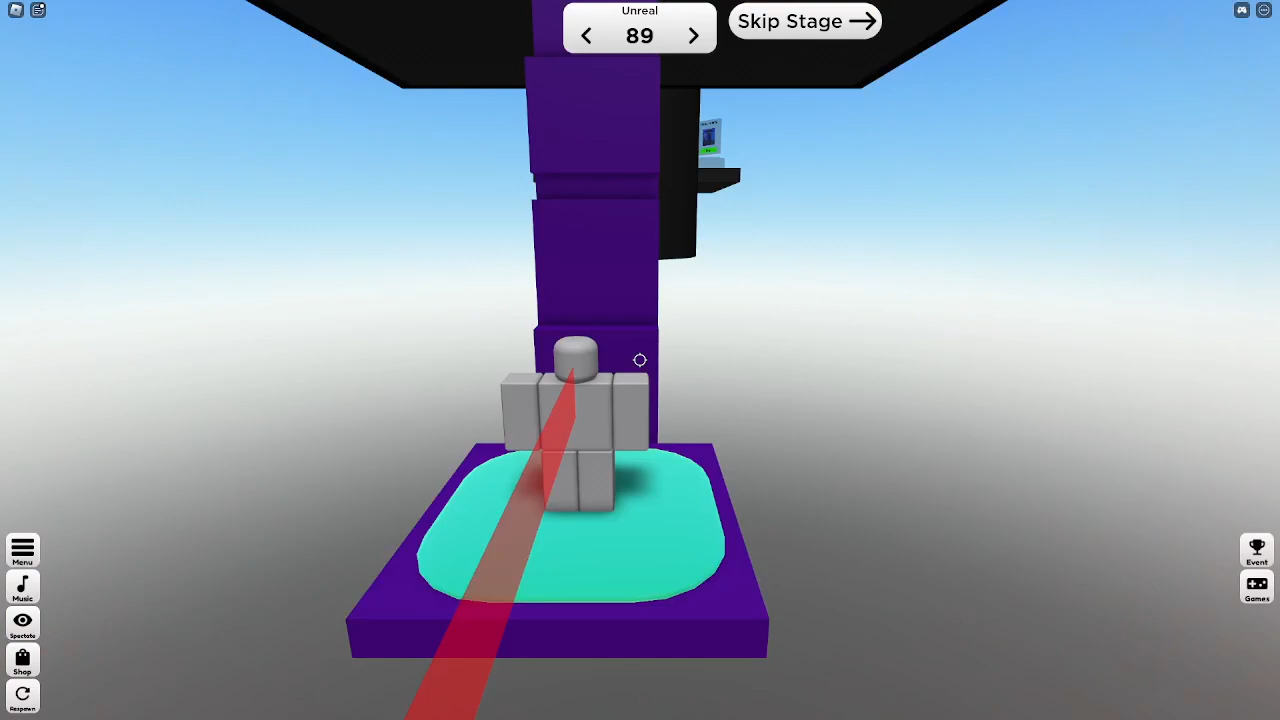 Unreal
89
Skip Stage
Menu
Music
Spectate
Shop
Respawn
Event
Games